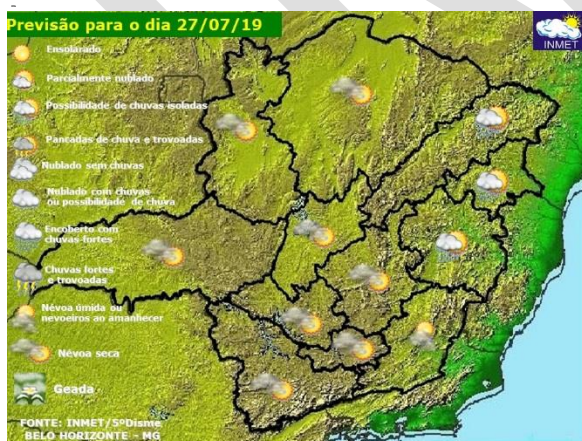 Previsão para o dia 27/07/19
INMET
Ensolarado
Parcialmente nublado
Possibilidade de chuvas isoladas
Pancadas de chuva e trovoadas
Nublado sem chuvas
Nublado com chuvas
ou possibilidade de chuva
Encoberto com
chuvas fortes
Chuvas fortes
e trovoadas
Névoa úmida ou
nevoeiros ao amanhecer
Névoa seca
Geada
FONTE: INMET/5ºDisme
BELO HORIZONTE - MG